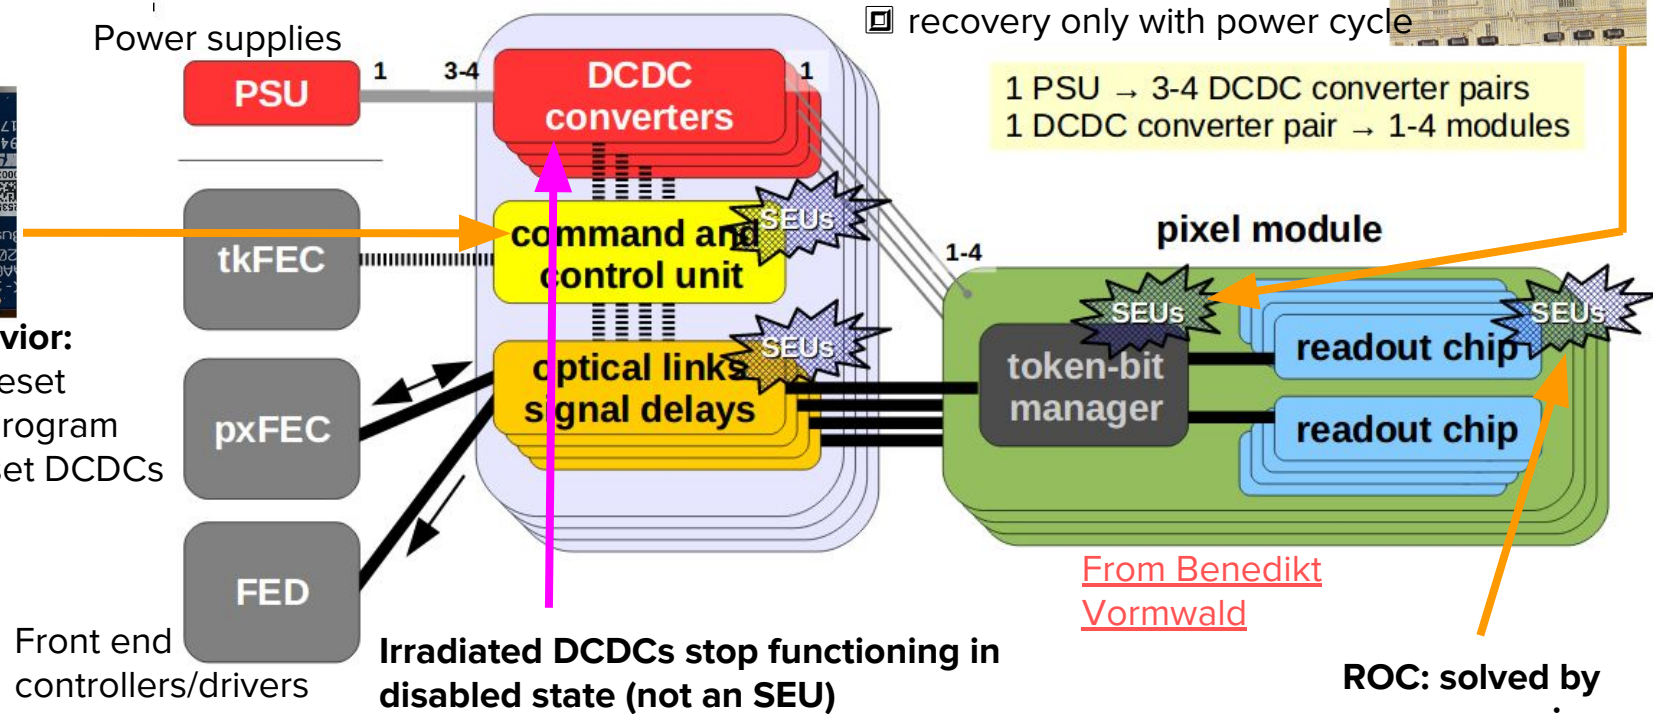 recovery only with power cycle
Power supplies
PSU
1
3-4
DCDC
converters
1
1 PSU → 3-4 DCDC converter pairs
1 DCDC converter pair → 1-4 modules
tkFEC
command and
control unit
SEUs
pixel module
1-4
SEUs
SEUs
vior:
eset
rogram
set DCDCs
pxFEC
optical links
signal delays
SEUs
token-bit
manager
readout chip
readout chip
FED
From Benedikt
Vormwald
Front end
controllers/drivers
Irradiated DCDCs stop functioning in
disabled state (not an SEU)
ROC: solved by